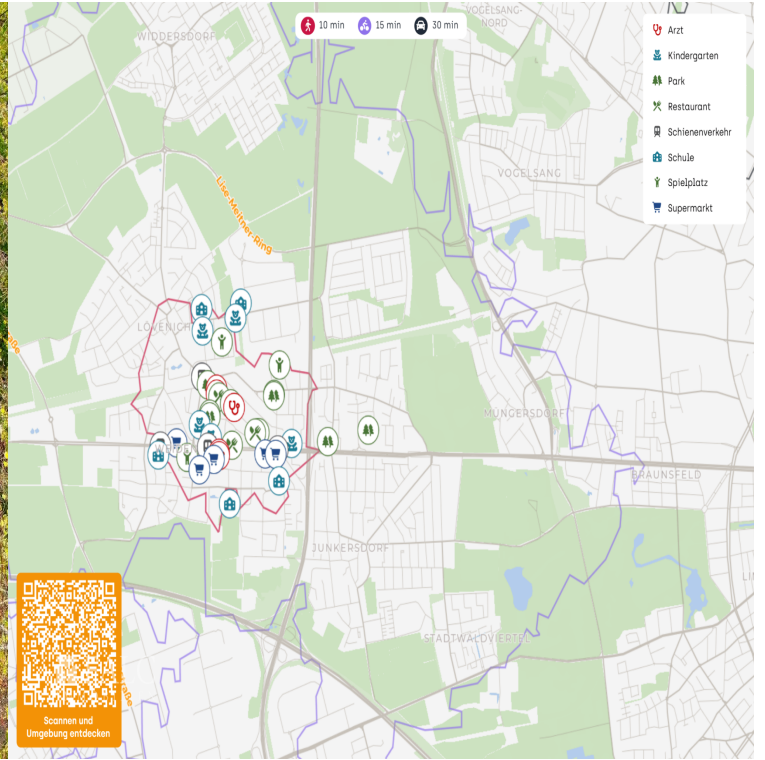 10 min
15 min
30 min
Arzt
Kindergarten
Park
Restaurant
Schienenverkehr
Schule
Spielplatz
Supermarkt
VOGELSANG-
NORD
WIDDERSDORF
VOGELSANG
Lise-Meitner-Ring
MÜNGERSDORF
BRAUNSFELD
JUNKERSDORF
STADTWALDVIERTEL
Scannen und
Umgebung entdecken